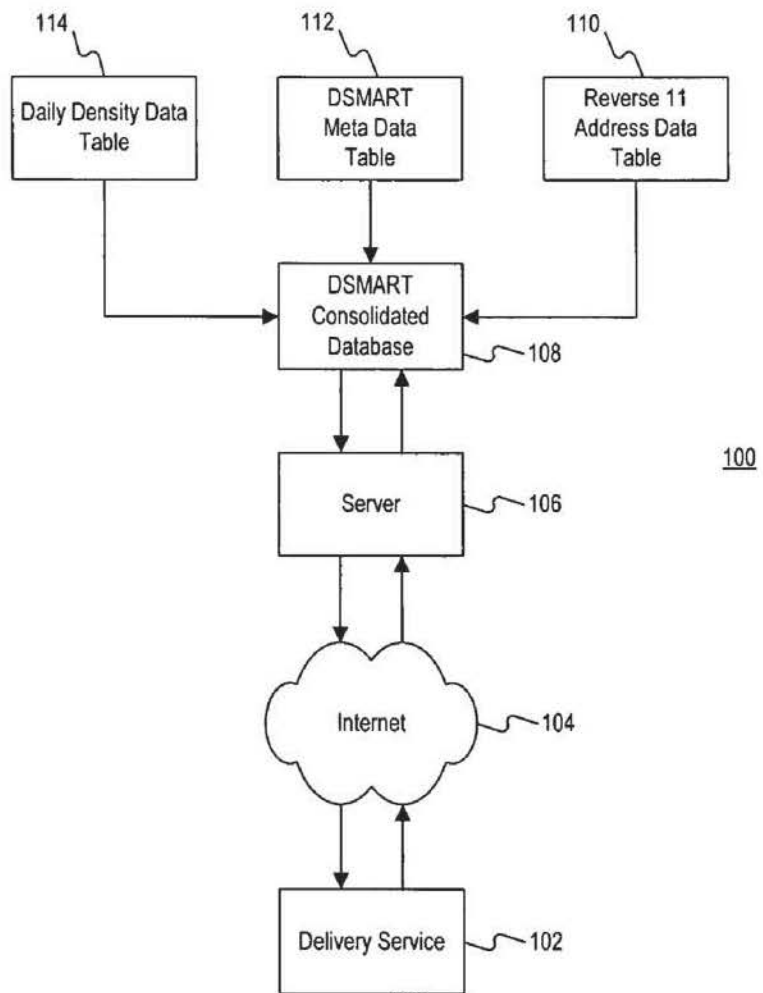 114
112
110
Daily Density Data
Table
DSMART
Meta Data
Table
Reverse 11
Address Data
Table
DSMART
Consolidated
Database
108
100
Server
106
Internet
104
Delivery Service
102